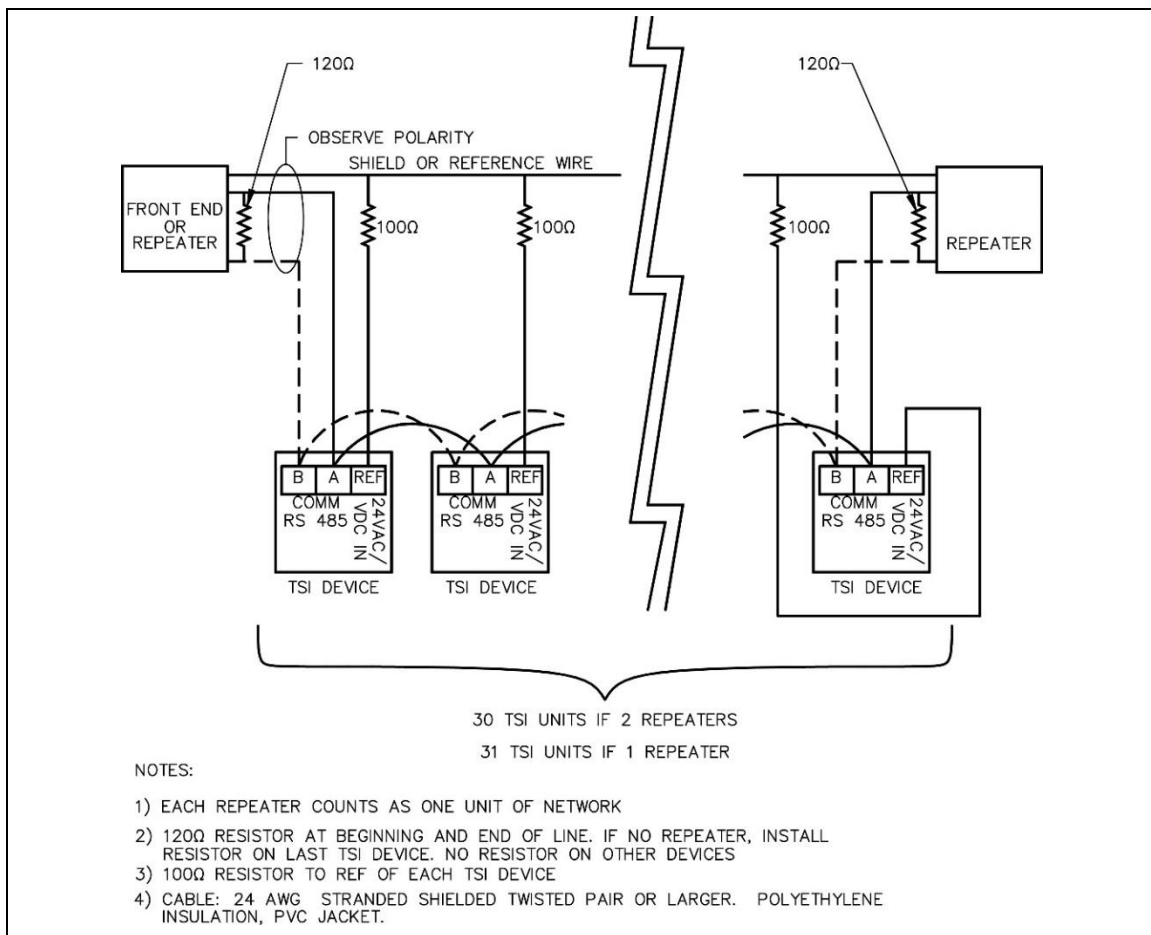 120Ω
120Ω
OBSERVE POLARITY
SHIELD OR REFERENCE WIRE
FRONT END
OR
REPEATER
100Ω
100Ω
100Ω
REPEATER
B A REF
COMM
RS 485
24VAC/
VDC IN
TSI DEVICE
B A REF
COMM
RS 485
24VAC/
VDC IN
TSI DEVICE
B A REF
COMM
RS 485
24VAC/
VDC IN
TSI DEVICE
30 TSI UNITS IF 2 REPEATERS
31 TSI UNITS IF 1 REPEATER
NOTES:
1) EACH REPEATER COUNTS AS ONE UNIT OF NETWORK
2) 120Ω RESISTOR AT BEGINNING AND END OF LINE. IF NO REPEATER, INSTALL
RESISTOR ON LAST TSI DEVICE. NO RESISTOR ON OTHER DEVICES
3) 100Ω RESISTOR TO REF OF EACH TSI DEVICE
4) CABLE: 24 AWG STRANDED SHIELDED TWISTED PAIR OR LARGER. POLYETHYLENE
INSULATION, PVC JACKET.